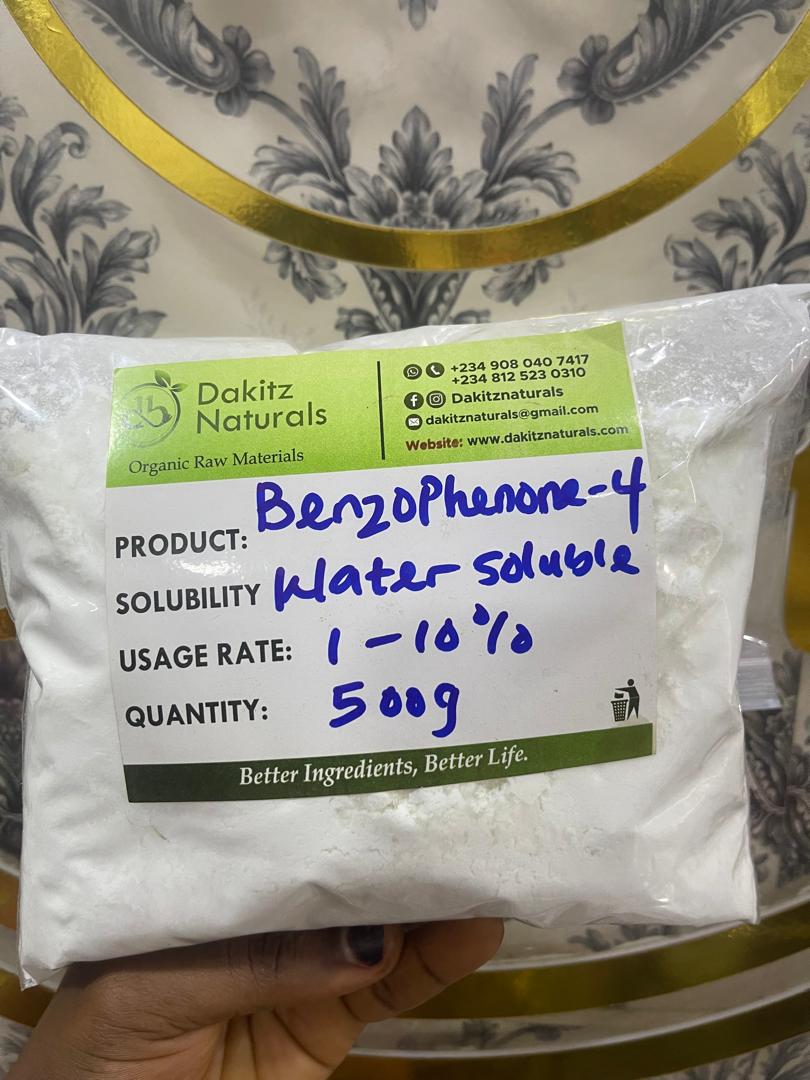 Dakitz
Naturals
Organic Raw Materials
+234 908 040 7417
+234 812 523 0310
Dakitznaturals
dakitznaturals@gmail.com
Website: www.dakitznaturals.com
PRODUCT: Benzophenone-4
SOLUBILITY Water soluble
USAGE RATE: 1-10%
QUANTITY: 500g
Better Ingredients, Better Life.